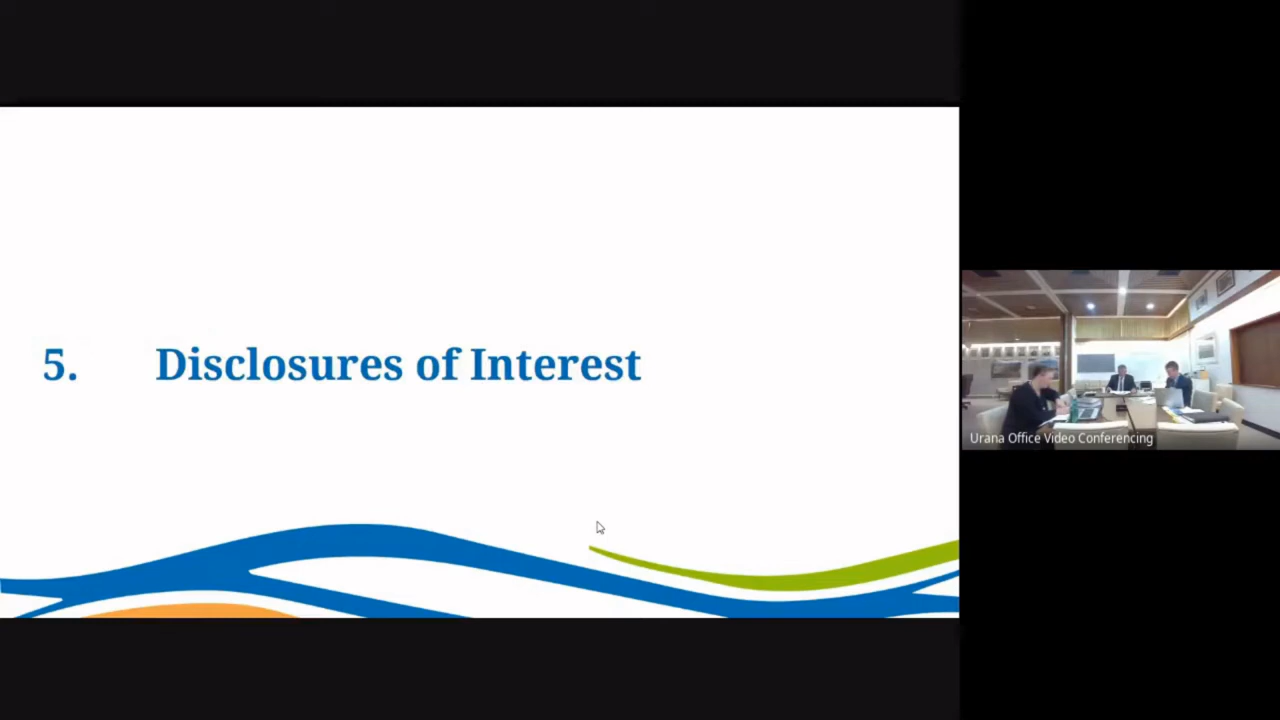 5. Disclosures of Interest
Urana Office Video Conferencing